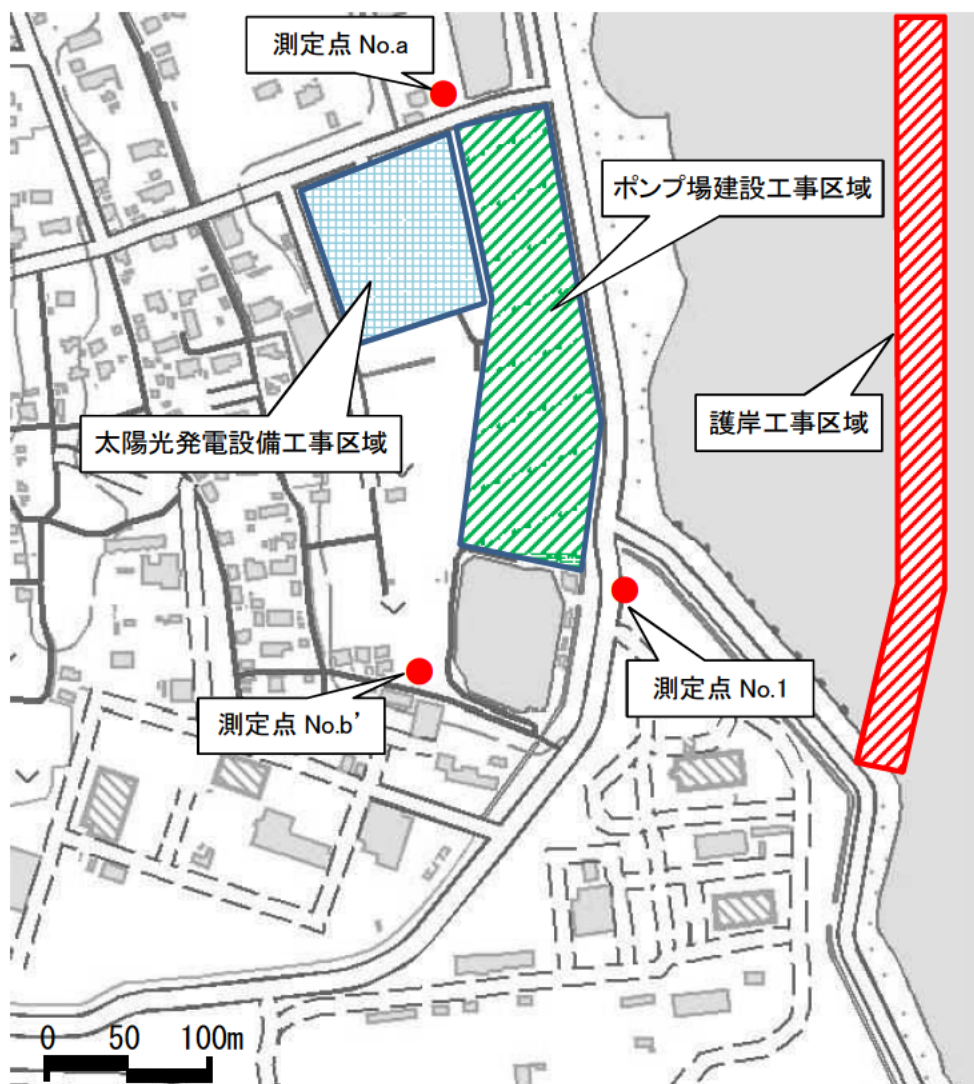 測定点 No.a
ポンプ場建設工事区域
護岸工事区域
太陽光発電設備工事区域
測定点 No.1
測定点 No.b’
0 50 100m